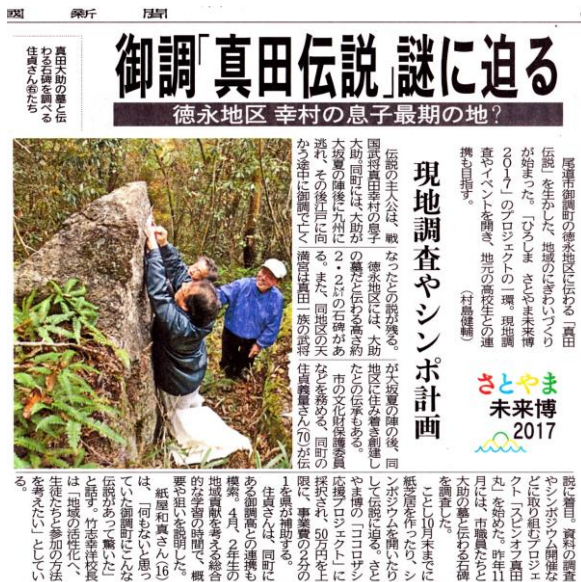 國 新 聞
御調「真田伝説」謎に迫る
徳永地区 幸村の息子最期の地?
真田大助の墓と伝
わる石碑を調べる
住貞さん㊨たち
現地調査やシンポ計画
尾道市御調町の徳永地区に伝わる「真田
伝説」を生かした、地域のにぎわいづくり
が始まった。「ひろしま さとやま未来博
2017」のプロジェクトの一環。現地調
査やイベントを開き、地元の高校生との連
携も目指す。 (村島健輔)
さとやま
未来博
2017
伝説の主人公は、戦
国武将真田幸村の息子
大助。同町には、大助が
大坂夏の陣後に九州に
逃れ、その後江戸に向
かう途中に御調で亡く
なったとの説が残る。
徳永地区には、大助
の墓だと伝わる高さ約
2・2㍍の石碑があ
る。また、同地区の天
満宮は真田一族の武将
が大坂夏の陣の後、同
地区に住み着き創建し
たとの伝承もある。
市の文化財保護委員
などを務める、同町の
住貞義量さん(70)が伝
説に着目。資料の調査
やシンポジウム開催な
どに取り組むプロジェ
クト「スピンオフ真田
丸」を始めた。昨年11
月には、市職員たちと
大助の墓と伝わる石碑
を調査した。
ことし10月末までに
紙芝居を作ったり、シ
ンポジウムを開いたり
して伝説に迫る。さと
やま博の「ココロザシ
応援プロジェクト」に
採択され、50万円を上
限に、事業費の2分の
1を県が補助する。
住貞さんは、同町に
ある御調高との連携も
模索。4月、2年生の
地域貢献を考える総合
的な学習の時間で、概
要や狙いを説明した。
紙屋和真さん(16)
は、「何もないと思っ
ていた御調町にこんな
伝説があって驚いた」
と話す。竹志幸洋校長
は「地域の活性化へ、
生徒たちと参加の方法
を考えたい」としてい
る。